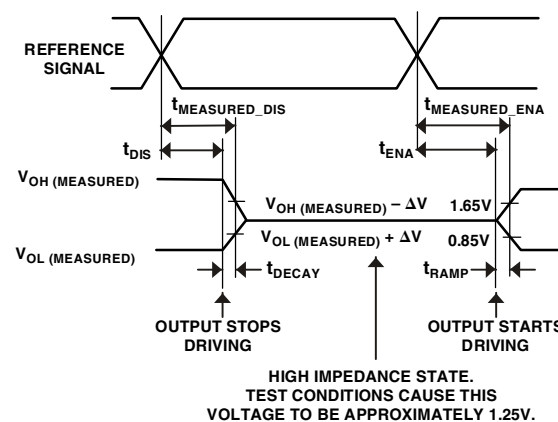 REFERENCE
SIGNAL
tMEASURED_DIS
tMEASURED_ENA
tDIS
tENA
VOH (MEASURED)
VOH (MEASURED) – ΔV
1.65V
VOL (MEASURED)
VOL (MEASURED) + ΔV
0.85V
tDECAY
tRAMP
OUTPUT STOPS
DRIVING
OUTPUT STARTS
DRIVING
HIGH IMPEDANCE STATE.
TEST CONDITIONS CAUSE THIS
VOLTAGE TO BE APPROXIMATELY 1.25V.